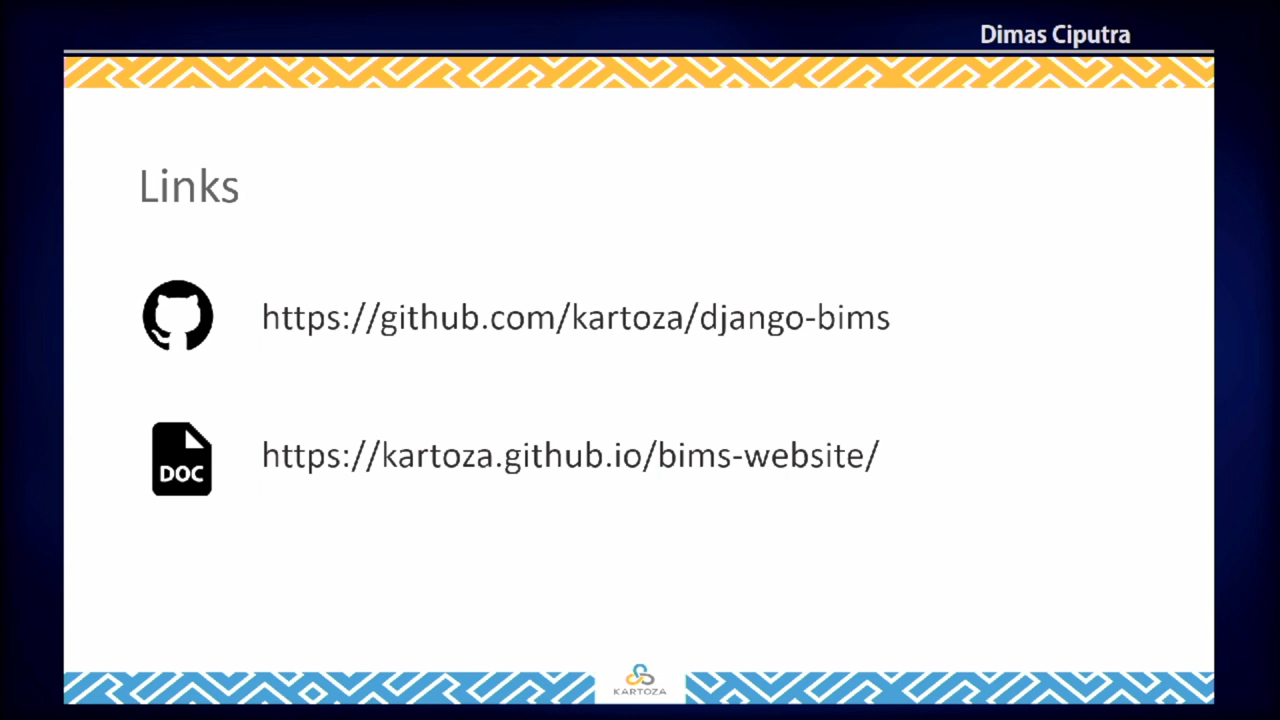 Dimas Ciputra
Links
https://github.com/kartoza/django-bims
DOC
https://kartoza.github.io/bims-website/
KARTOZA